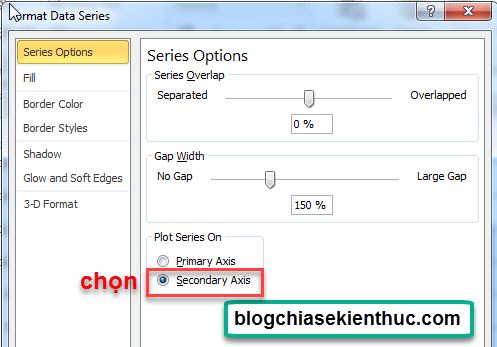 Format Data Series
Series Options
Fill
Border Color
Border Styles
Shadow
Glow and Soft Edges
3-D Format
Series Options
Series Overlap
Separated Overlapped
0 %
Gap Width
No Gap Large Gap
150 %
Plot Series On
Primary Axis
chọn Secondary Axis
blogchiasekienthuc.com